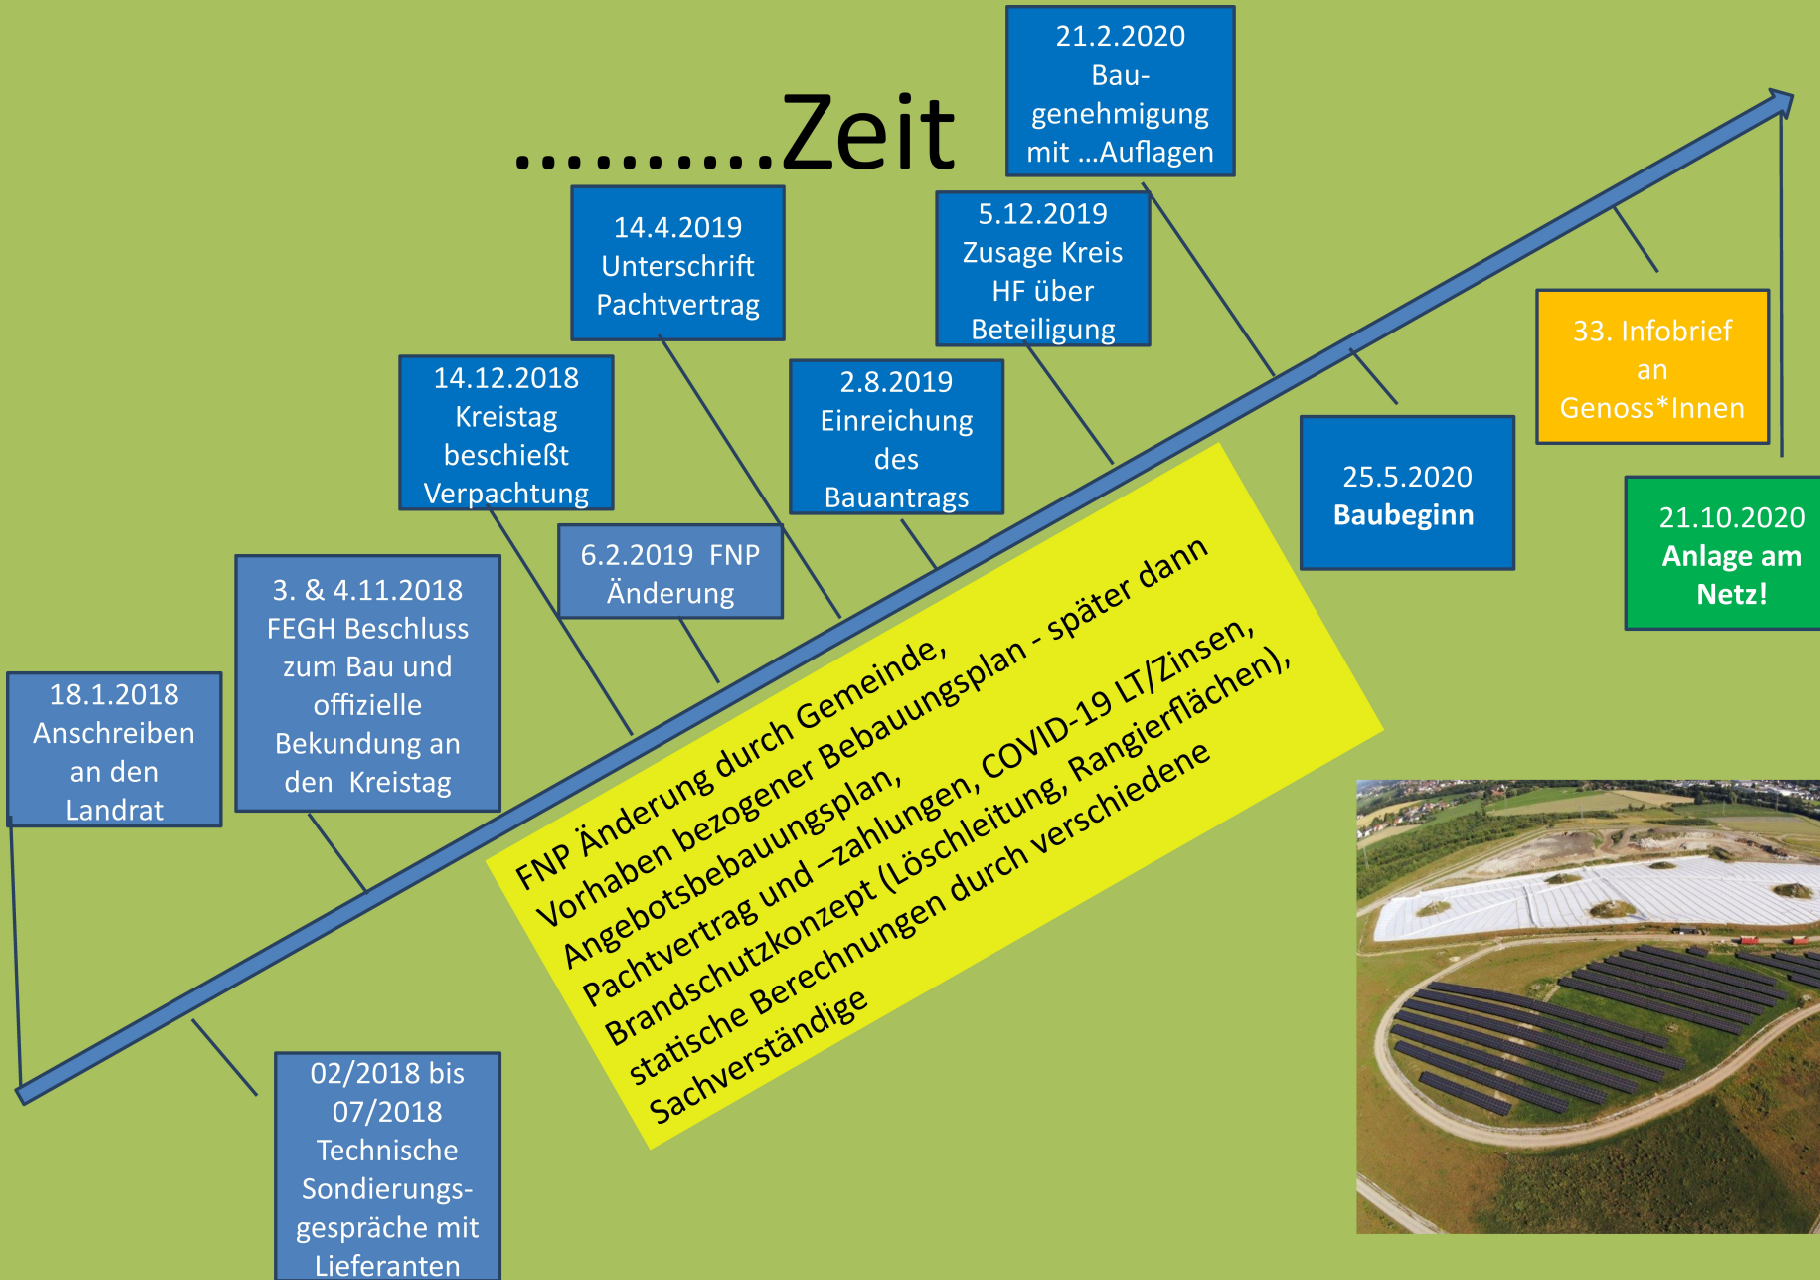 ..........Zeit
18.1.2018
Anschreiben
an den
Landrat
02/2018 bis
07/2018
Technische
Sondierungs-
gespräche mit
Lieferanten
3. & 4.11.2018
FEGH Beschluss
zum Bau und
offizielle
Bekundung an
den Kreistag
14.12.2018
Kreistag
beschießt
Verpachtung
6.2.2019 FNP
Änderung
14.4.2019
Unterschrift
Pachtvertrag
2.8.2019
Einreichung
des
Bauantrags
5.12.2019
Zusage Kreis
HF über
Beteiligung
21.2.2020
Bau-
genehmigung
mit ...Auflagen
25.5.2020
Baubeginn
33. Infobrief
an
Genoss*Innen
21.10.2020
Anlage am
Netz!
FNP Änderung durch Gemeinde,
Vorhaben bezogener Bebauungsplan - später dann
Angebotsbebauungsplan,
Pachtvertrag und –zahlungen, COVID-19 LT/Zinsen,
Brandschutzkonzept (Löschleitung, Rangierflächen),
statische Berechnungen durch verschiedene
Sachverständige